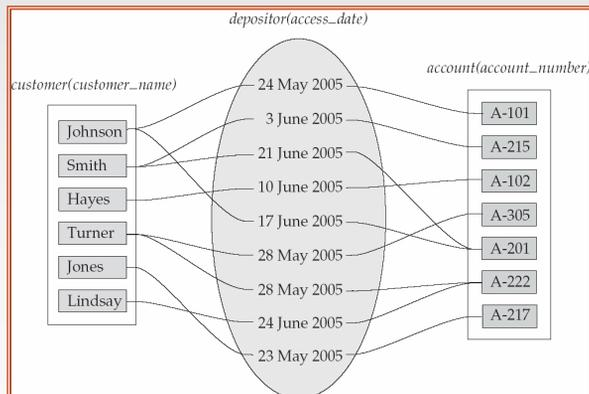 depositor(access_date)
customer(customer_name)
account(account_number)
Johnson
Smith
Hayes
Turner
Jones
Lindsay
24 May 2005
3 June 2005
21 June 2005
10 June 2005
17 June 2005
28 May 2005
28 May 2005
24 June 2005
23 May 2005
A-101
A-215
A-102
A-305
A-201
A-222
A-217